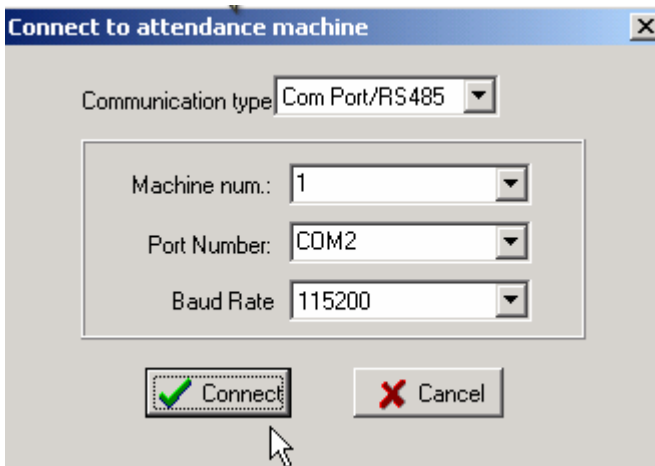 Connect to attendance machine
Communication type Com Port/RS485
Machine num.: 1
Port Number: COM2
Baud Rate 115200
Connect Cancel